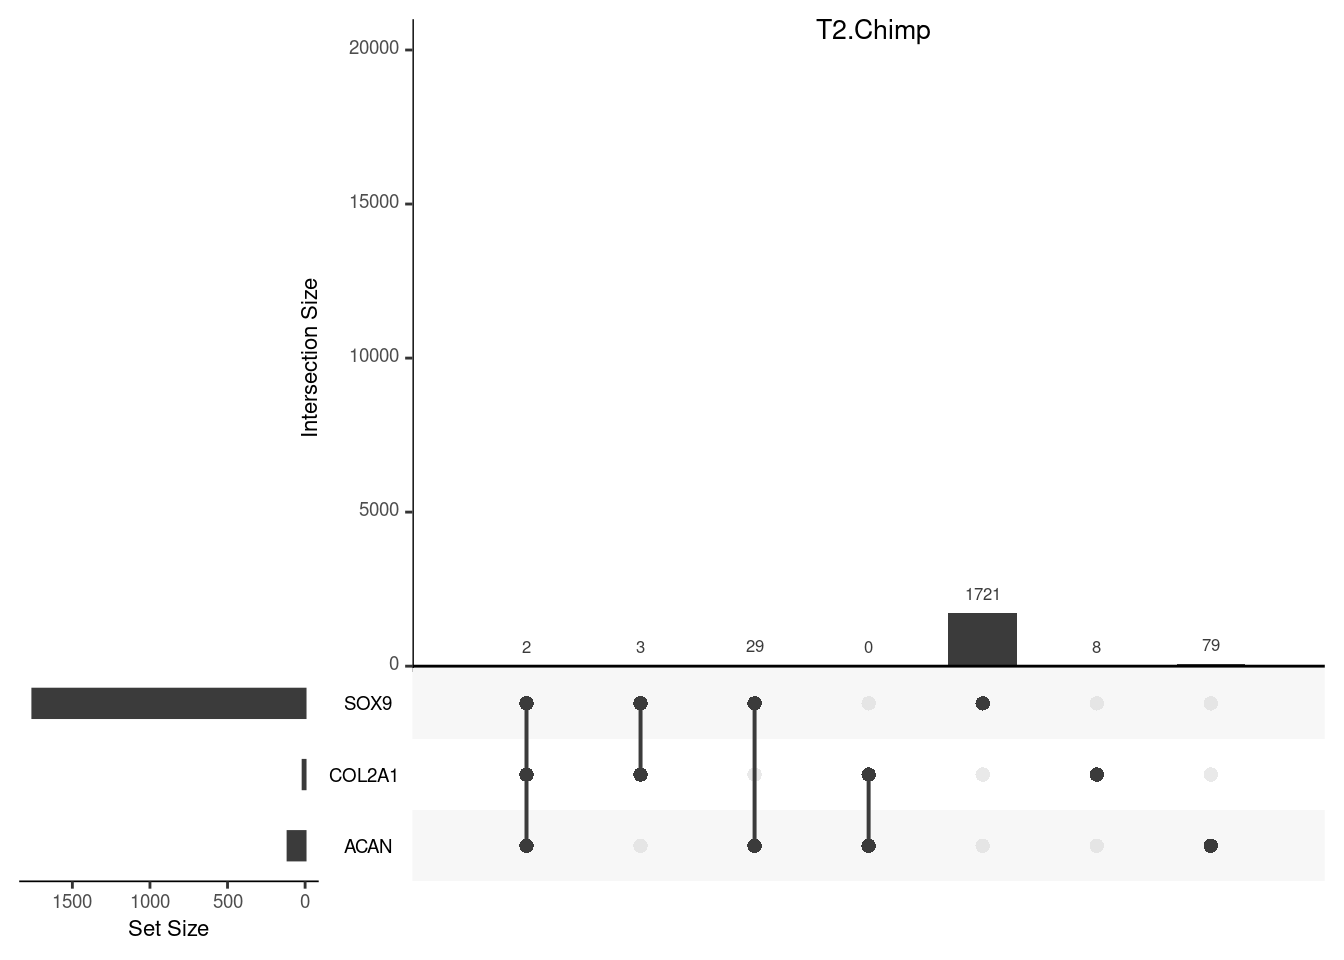 T2.Chimp
20000
15000
10000
5000
0
Intersection Size
2 3 29 0 1721 8 79
SOX9
COL2A1
ACAN
1500 1000 500 0
Set Size